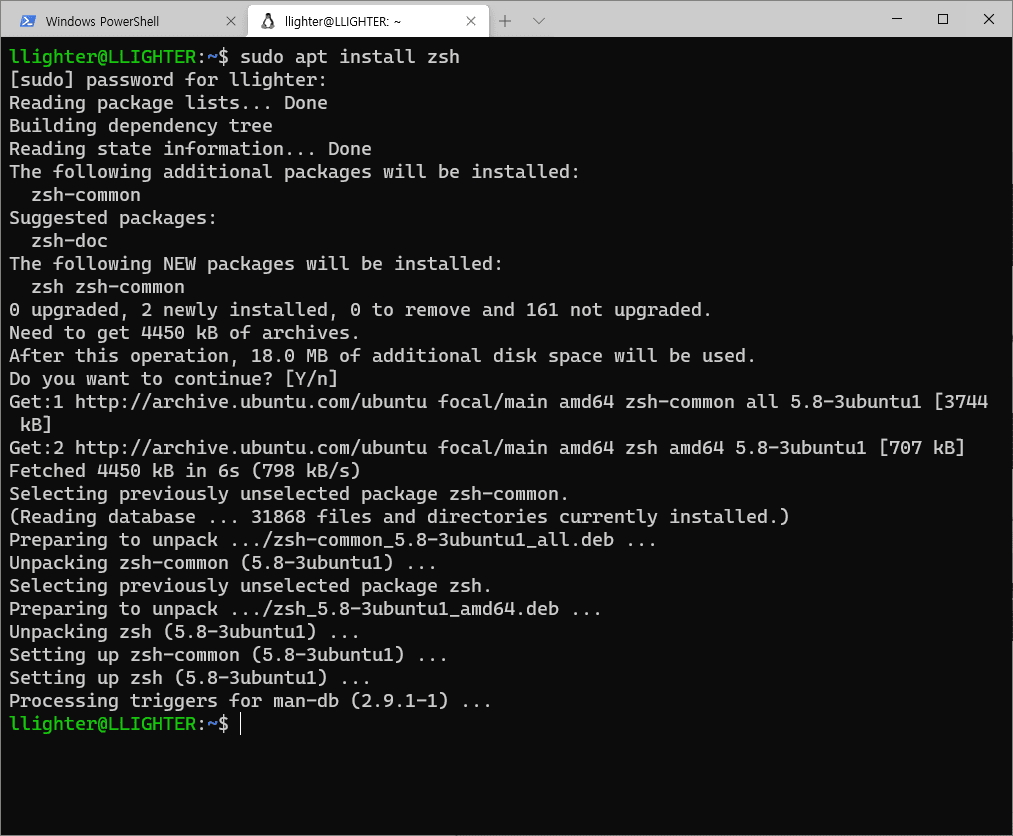 Windows PowerShell
llighter@LLIGHTER: ~
llighter@LLIGHTER:~$ sudo apt install zsh
[sudo] password for llighter:
Reading package lists... Done
Building dependency tree
Reading state information... Done
The following additional packages will be installed:
  zsh-common
Suggested packages:
  zsh-doc
The following NEW packages will be installed:
  zsh zsh-common
0 upgraded, 2 newly installed, 0 to remove and 161 not upgraded.
Need to get 4450 kB of archives.
After this operation, 18.0 MB of additional disk space will be used.
Do you want to continue? [Y/n]
Get:1 http://archive.ubuntu.com/ubuntu focal/main amd64 zsh-common all 5.8-3ubuntu1 [3744
 kB]
Get:2 http://archive.ubuntu.com/ubuntu focal/main amd64 zsh amd64 5.8-3ubuntu1 [707 kB]
Fetched 4450 kB in 6s (798 kB/s)
Selecting previously unselected package zsh-common.
(Reading database ... 31868 files and directories currently installed.)
Preparing to unpack .../zsh-common_5.8-3ubuntu1_all.deb ...
Unpacking zsh-common (5.8-3ubuntu1) ...
Selecting previously unselected package zsh.
Preparing to unpack .../zsh_5.8-3ubuntu1_amd64.deb ...
Unpacking zsh (5.8-3ubuntu1) ...
Setting up zsh-common (5.8-3ubuntu1) ...
Setting up zsh (5.8-3ubuntu1) ...
Processing triggers for man-db (2.9.1-1) ...
llighter@LLIGHTER:~$